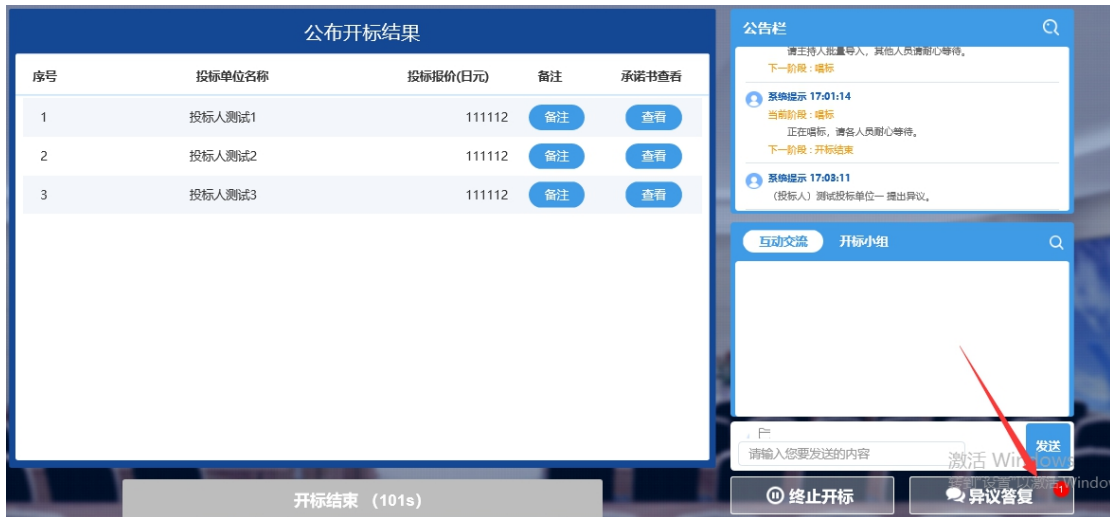 公布开标结果
序号 投标单位名称 投标报价(日元) 备注 承诺书查看
1 投标人测试1 111112 备注 查看
2 投标人测试2 111112 备注 查看
3 投标人测试3 111112 备注 查看
开标结束 （101s）
公告栏
请主持人批量导入，其他人员请耐心等待。
下一阶段：唱标
系统提示 17:01:14
当前阶段：唱标
正在唱标，请各人员耐心等待。
下一阶段：开标结束
系统提示 17:03:11
（投标人）测试投标单位一 提出异议。
互动交流 开标小组
请输入您要发送的内容
发送
激活 Windows
转到"设置"以激活 Windo
终止开标
异议答复 1